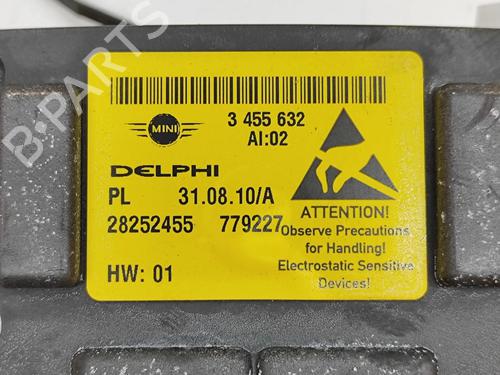 MINI
3 455 632
AI:02
DELPHI
PL 31.08.10/A
28252455 779227
HW: 01
ATTENTION!
Observe Precautions
for Handling!
Electrostatic Sensitive
Devices!
B-PARTS